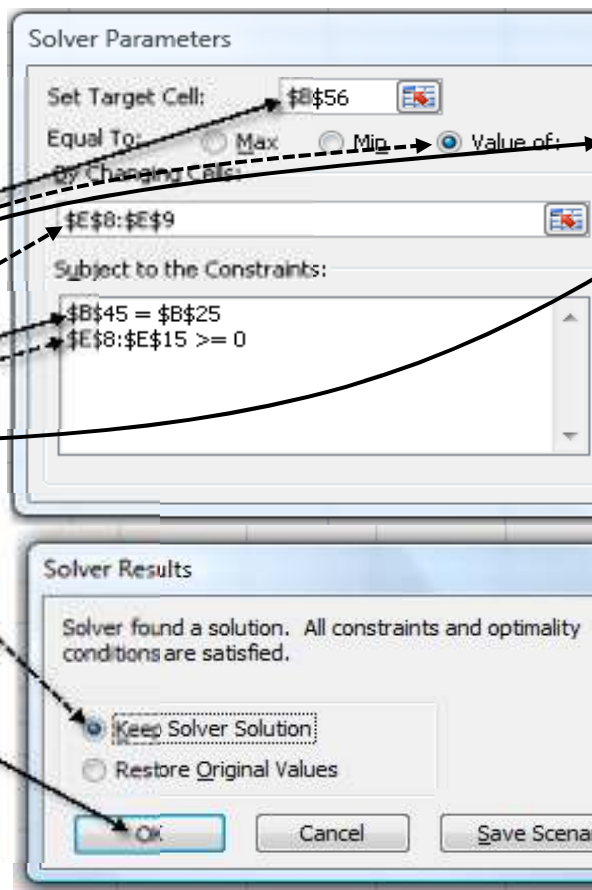 Solver Parameters
Set Target Cell: $B$56
Equal To: Max Min Value of:
By Changing Cells:
$E$8:$E$9
Subject to the Constraints:
$B$45 = $B$25
$E$8:$E$15 >= 0
Solver Results
Solver found a solution. All constraints and optimality
conditions are satisfied.
Keep Solver Solution
Restore Original Values
OK Cancel Save Scena